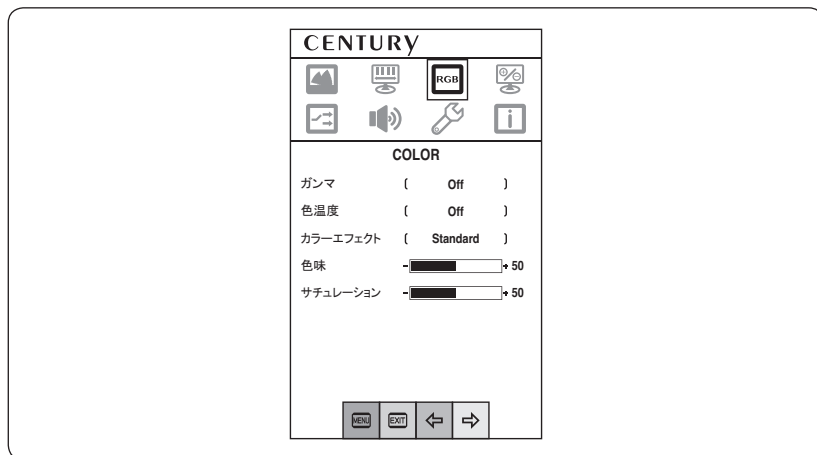 CENTURY
RGB
COLOR
ガンマ ( Off )
色温度 ( Off )
カラーエフェクト ( Standard )
色味 - + 50
サチュレーション - + 50
MENU EXIT